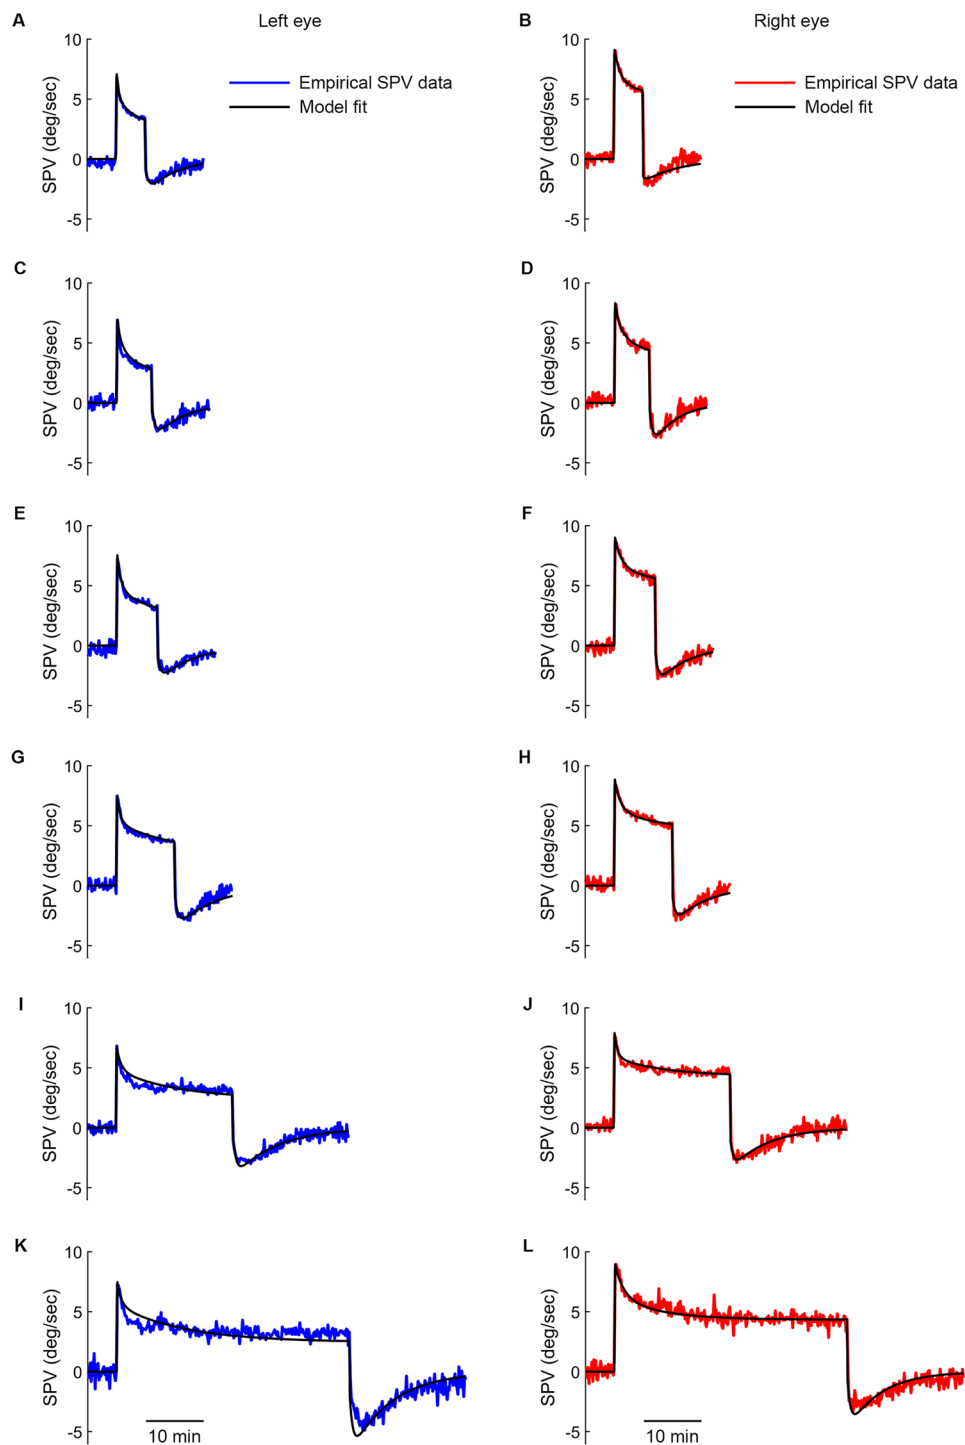 A Left eye B Right eye
10 10
Empirical SPV data Empirical SPV data
Model fit Model fit
5 5
SPV (deg/sec) SPV (deg/sec)
0 0
-5 -5
C D
10 10
5 5
SPV (deg/sec) SPV (deg/sec)
0 0
-5 -5
E F
10 10
5 5
SPV (deg/sec) SPV (deg/sec)
0 0
-5 -5
G H
10 10
5 5
SPV (deg/sec) SPV (deg/sec)
0 0
-5 -5
I J
10 10
5 5
SPV (deg/sec) SPV (deg/sec)
0 0
-5 -5
K L
10 10
5 5
SPV (deg/sec) SPV (deg/sec)
0 0
-5 -5
10 min 10 min